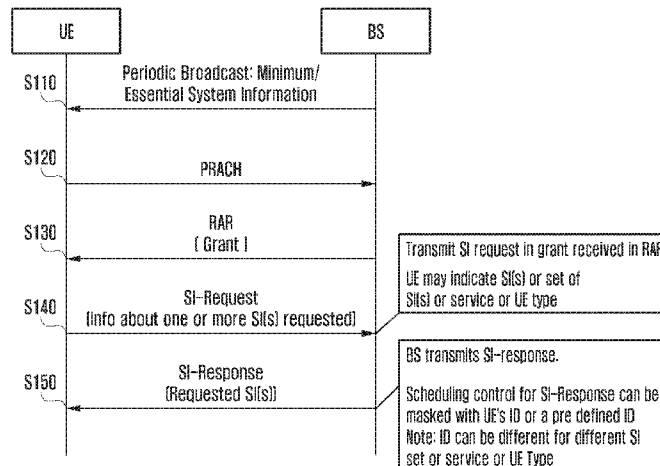 UE
BS
S110
Periodic Broadcast: Minimum/
Essential System Information
S120
PRACH
S130
RAR
( Grant )
Transmit SI request in grant received in RAR
UE may indicate SI(s) or set of
SI(s) or service or UE type
S140
SI-Request
(Info about one or more SI(s) requested)
BS transmits SI-response.
S150
SI-Response
(Requested SI(s))
Scheduling control for SI-Response can be
masked with UE's ID or a pre defined ID
Note: ID can be different for different SI
set or service or UE Type